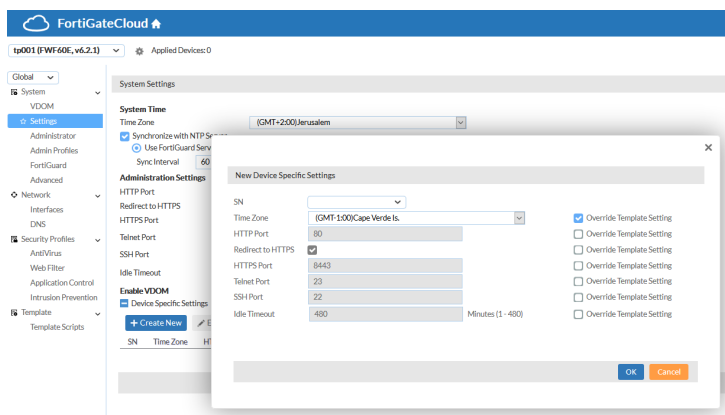 FortiGateCloud
tp001 (FWF60E, v6.2.1)
Applied Devices: 0
Global
System
VDOM
Settings
Administrator
Admin Profiles
FortiGuard
Advanced
Network
Interfaces
DNS
Security Profiles
AntiVirus
Web Filter
Application Control
Intrusion Prevention
Template
Template Scripts
System Settings
System Time
Time Zone (GMT+2:00)Jerusalem
Synchronize with NTP
Use FortiGuard Serv
Sync Interval 60
Administration Settings
HTTP Port
Redirect to HTTPS
HTTPS Port
Telnet Port
SSH Port
Idle Timeout
Enable VDOM
Device Specific Settings
+ Create New E
SN Time Zone HT
×
New Device Specific Settings
SN
Time Zone (GMT-1:00)Cape Verde Is. Override Template Setting
HTTP Port 80 Override Template Setting
Redirect to HTTPS Override Template Setting
HTTPS Port 8443 Override Template Setting
Telnet Port 23 Override Template Setting
SSH Port 22 Override Template Setting
Idle Timeout 480 Minutes (1 - 480) Override Template Setting
OK Cancel